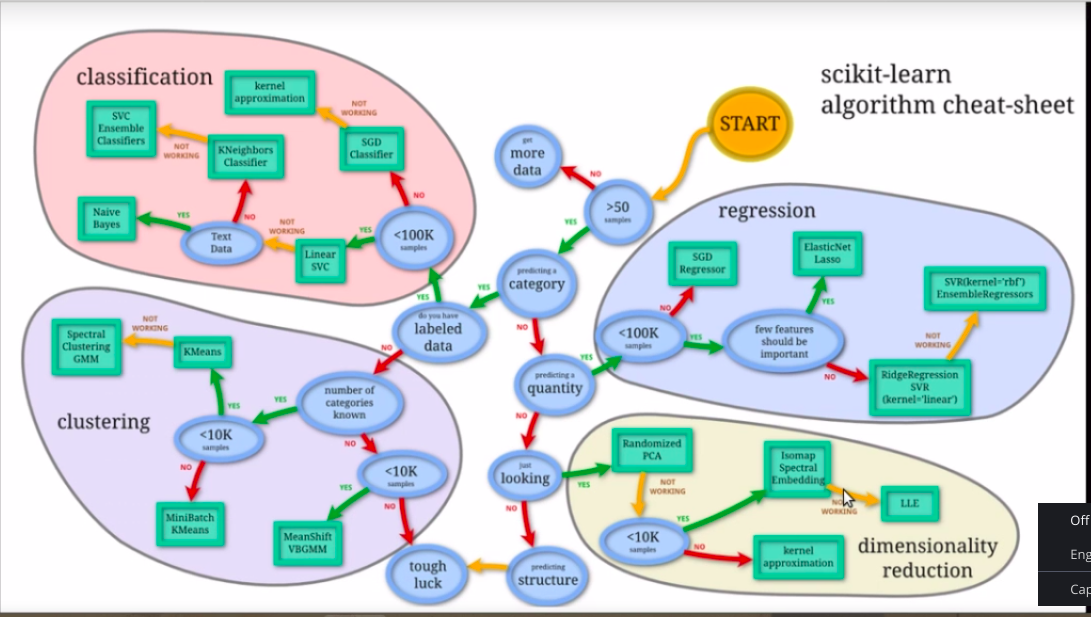 scikit-learn
algorithm cheat-sheet
START
classification
kernel
approximation
NOT
WORKING
SVC
Ensemble
Classifiers
NOT
WORKING
KNeighbors
Classifier
SGD
Classifier
NO
Naive
Bayes
YES
Text
Data
NO
NOT
WORKING
Linear
SVC
YES
<100K
samples
get
more
data
NO
>50
samples
YES
predicting a
category
YES
NO
do you have
labeled
data
YES
NO
predicting a
quantity
YES
NO
just
looking
YES
NO
predicting
structure
tough
luck
regression
SGD
Regressor
NO
<100K
samples
YES
ElasticNet
Lasso
YES
few features
should be
important
NO
SVR(kernel='rbf')
EnsembleRegressors
NOT
WORKING
RidgeRegression
SVR
(kernel='linear')
clustering
Spectral
Clustering
GMM
NOT
WORKING
KMeans
YES
<10K
samples
YES
number of
categories
known
NO
NO
MiniBatch
KMeans
<10K
samples
YES
NO
MeanShift
VBGMM
dimensionality
reduction
Randomized
PCA
NOT
WORKING
<10K
samples
YES
NO
Isomap
Spectral
Embedding
NOT
WORKING
LLE
kernel
approximation
Off
Eng
Cap